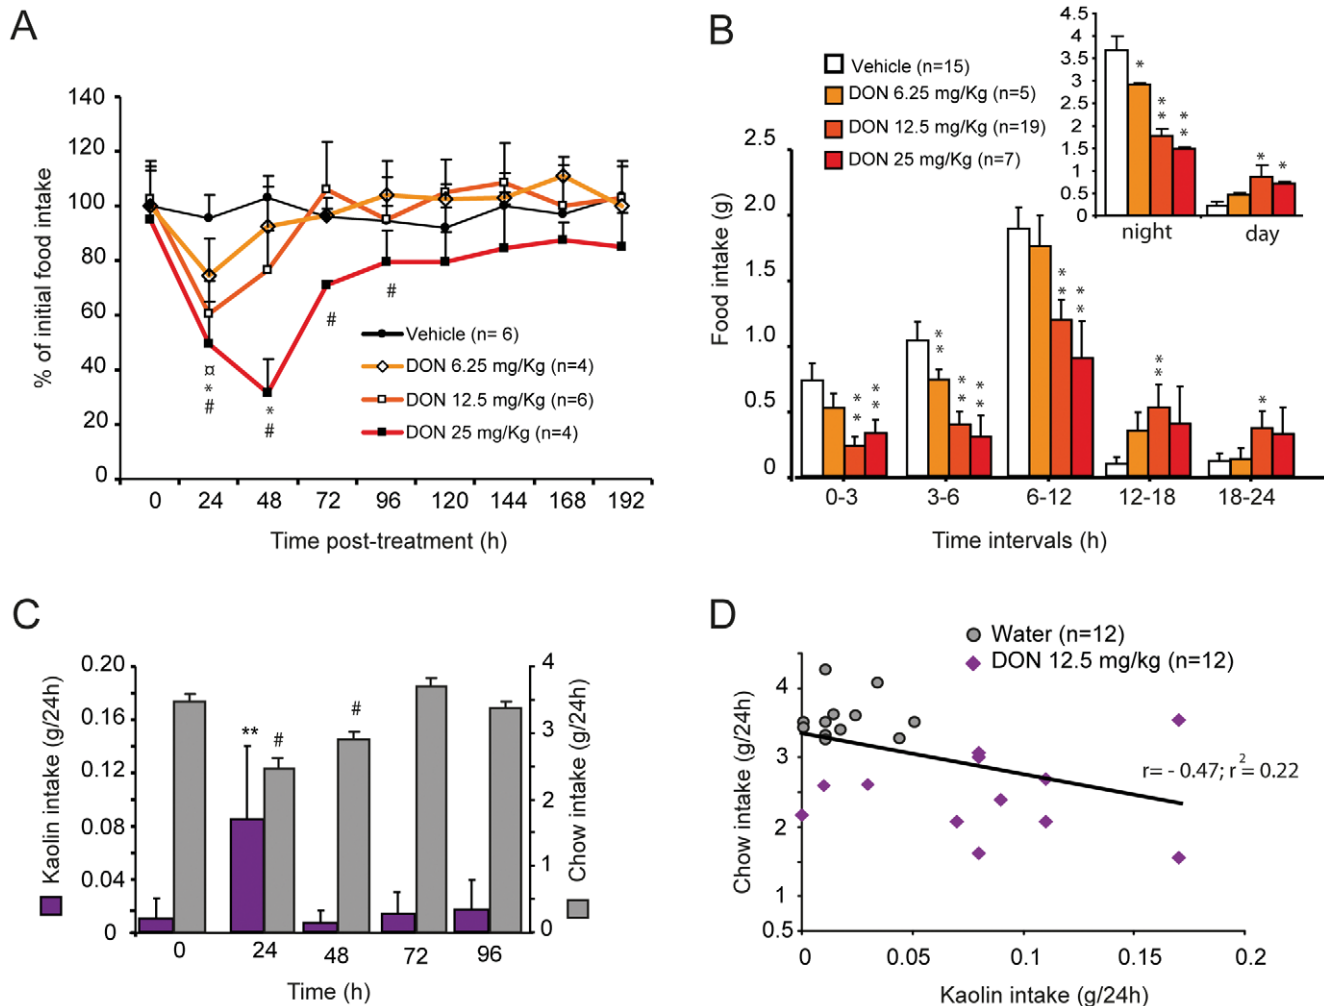 A
140
120
100
80
60
40
20
0
% of initial food intake
¤
*
#
*
#
#
#
Vehicle (n= 6)
DON 6.25 mg/Kg (n=4)
DON 12.5 mg/Kg (n=6)
DON 25 mg/Kg (n=4)
0 24 48 72 96 120 144 168 192
Time post-treatment (h)
B
Vehicle (n=15)
DON 6.25 mg/Kg (n=5)
DON 12.5 mg/Kg (n=19)
DON 25 mg/Kg (n=7)
2.5
2.0
1.5
1.0
0.5
0
Food intake (g)
** **
** ** **
** **
**
*
0-3 3-6 6-12 12-18 18-24
Time intervals (h)
4.5
4
3.5
3
2.5
2
1.5
1
0.5
0
* ** **
* *
night day
C
0.20
0.16
0.12
0.08
0.04
0
Kaolin intake (g/24h)
**
#
#
4
3
2
1
0
Chow intake (g/24h)
0 24 48 72 96
Time (h)
D
Water (n=12)
DON 12.5 mg/kg (n=12)
4
3
2
1
0.5
Chow intake (g/24h)
r= - 0.47; r2= 0.22
0 0.05 0.1 0.15 0.2
Kaolin intake (g/24h)